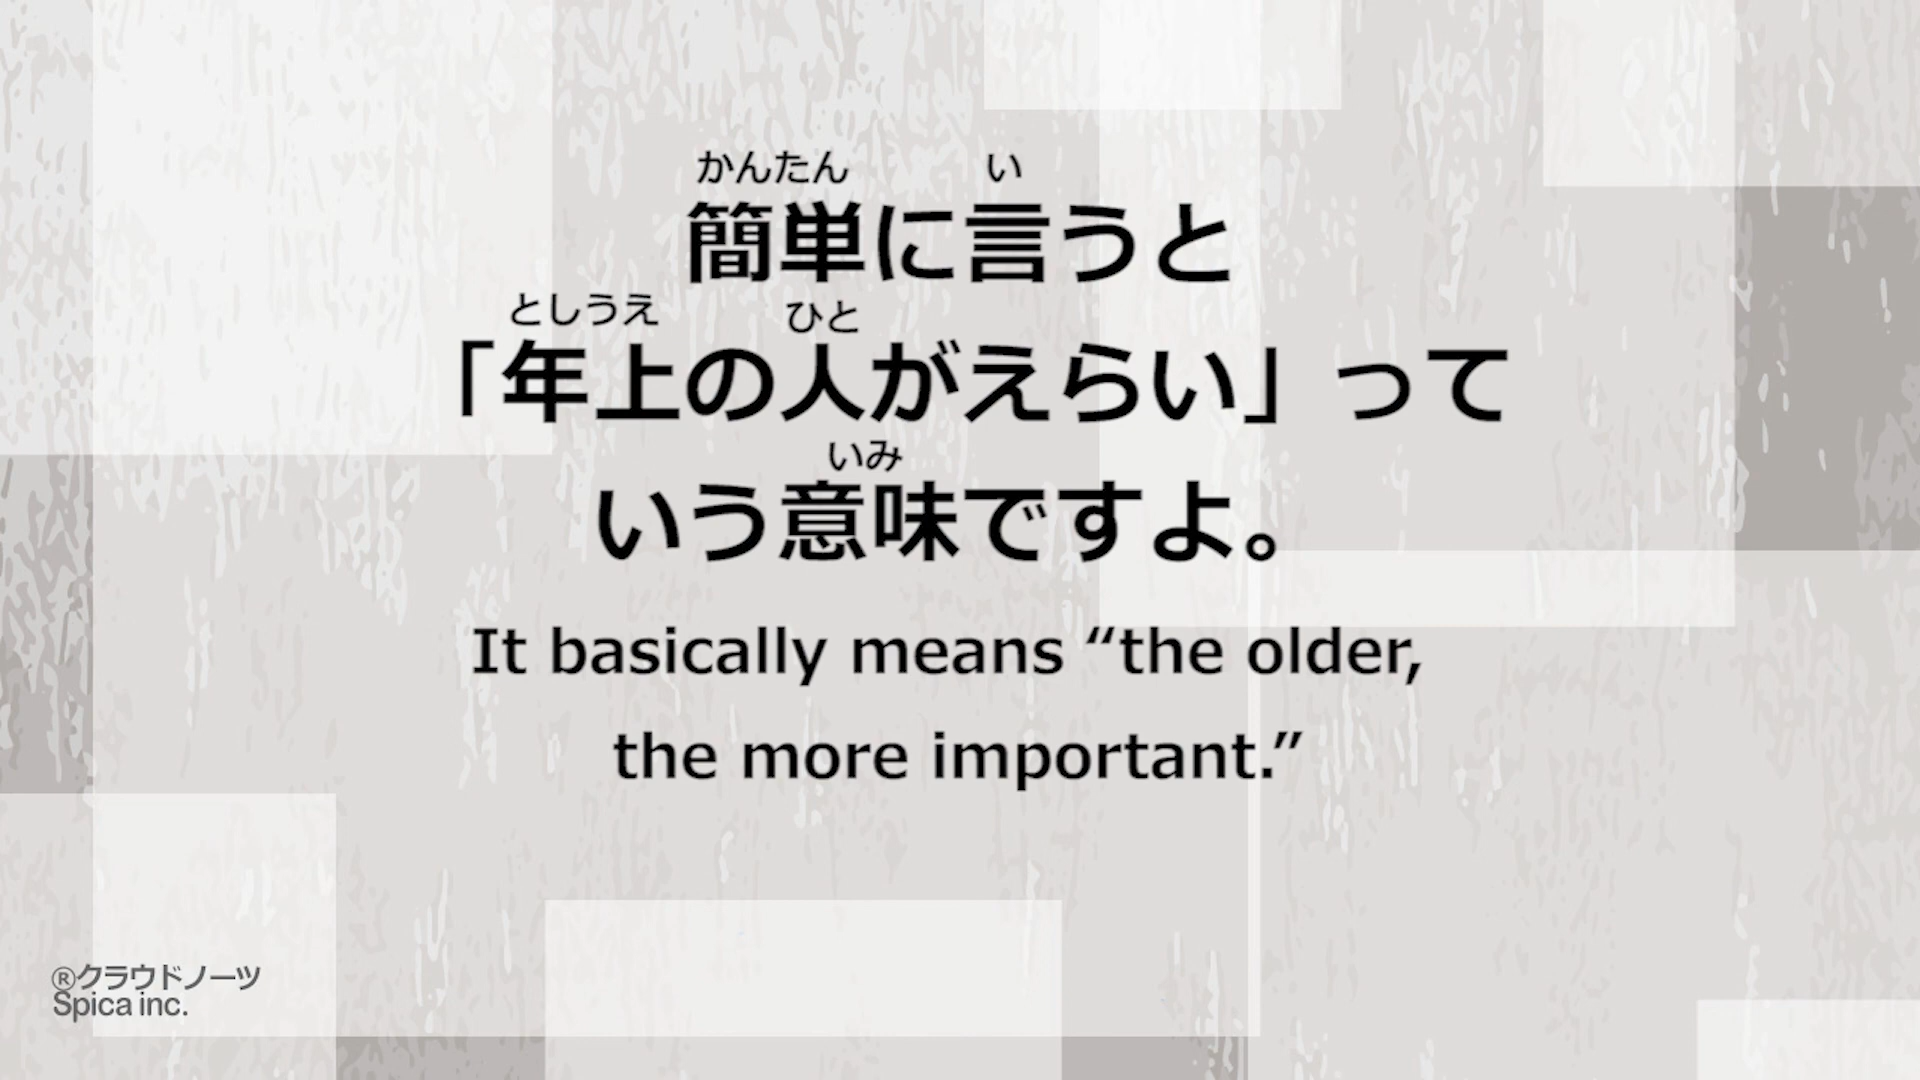 かんたん い
簡単に言うと
としうえ ひと
「年上の人がえらい」って
いみ
いう意味ですよ。
It basically means “the older,
the more important.”
®クラウドノーツ
Spica inc.